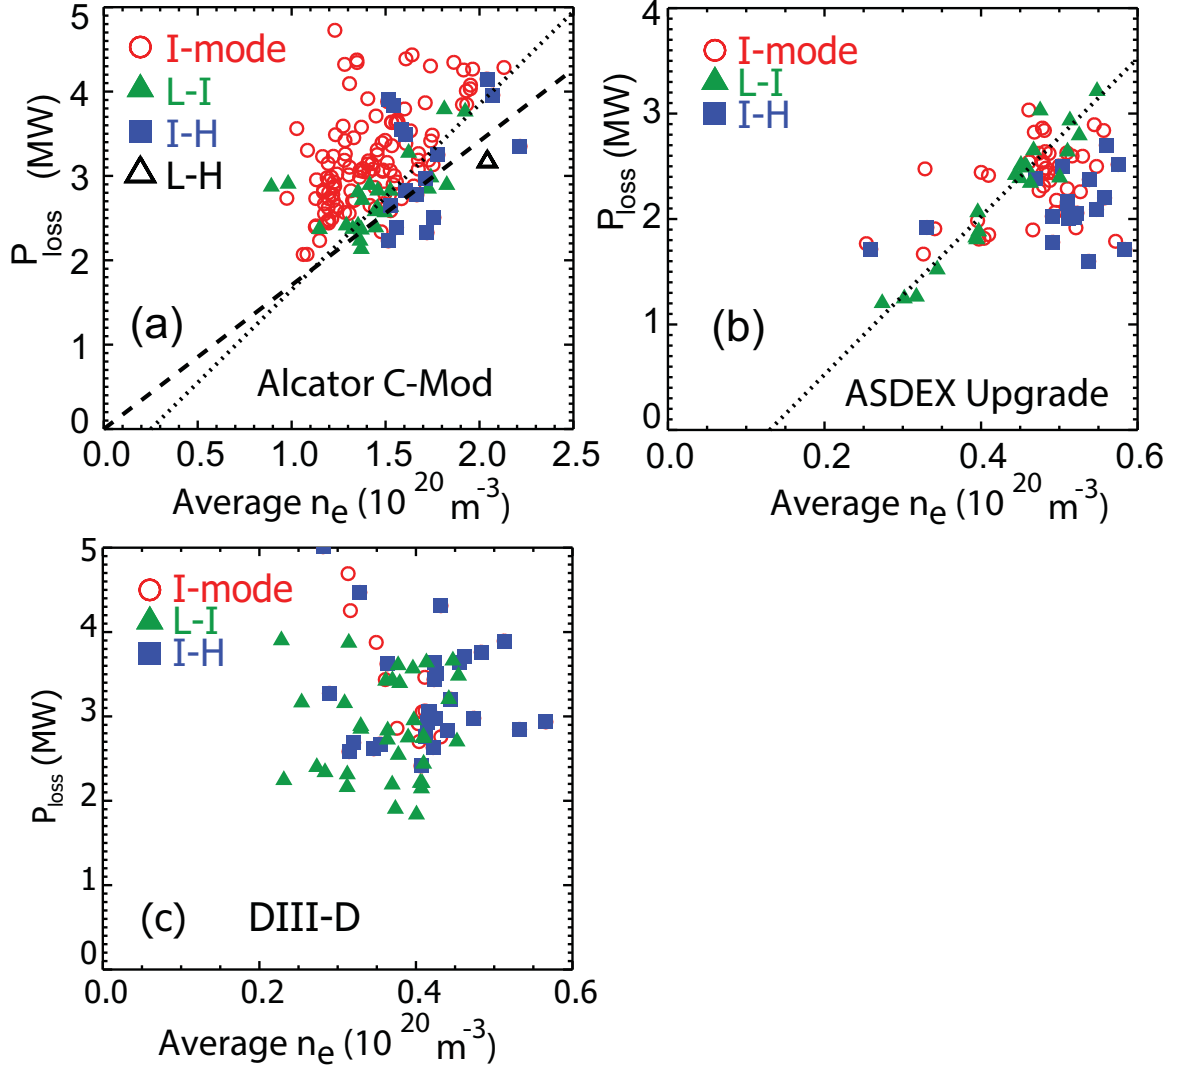 5
4
3
2
1
0
P loss (MW)
I-mode
L-I
I-H
L-H
(a)
Alcator C-Mod
0.0 0.5 1.0 1.5 2.0 2.5
Average nₑ (10 ²⁰ m⁻³)
4
3
2
1
0
P loss (MW)
I-mode
L-I
I-H
(b)
ASDEX Upgrade
0.0 0.2 0.4 0.6
Average nₑ (10 ²⁰ m⁻³)
5
4
3
2
1
0
P loss (MW)
I-mode
L-I
I-H
(c)
DIII-D
0.0 0.2 0.4 0.6
Average nₑ (10 ²⁰ m⁻³)